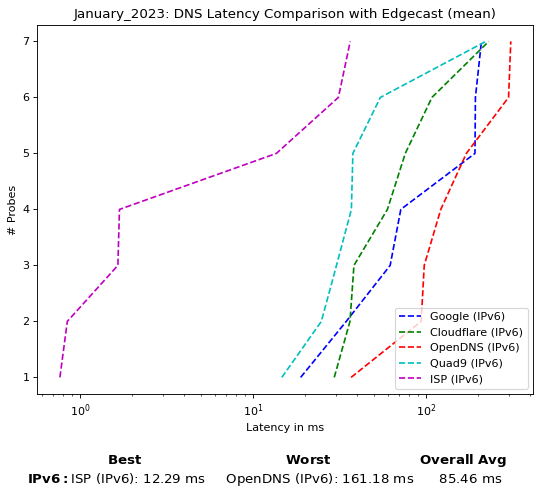 January_2023: DNS Latency Comparison with Edgecast (mean)
# Probes
7
6
5
4
3
2
1
Google (IPv6)
Cloudflare (IPv6)
OpenDNS (IPv6)
Quad9 (IPv6)
ISP (IPv6)
10⁰ 10¹ 10²
Latency in ms
Best Worst Overall Avg
IPv6: ISP (IPv6): 12.29 ms OpenDNS (IPv6): 161.18 ms 85.46 ms